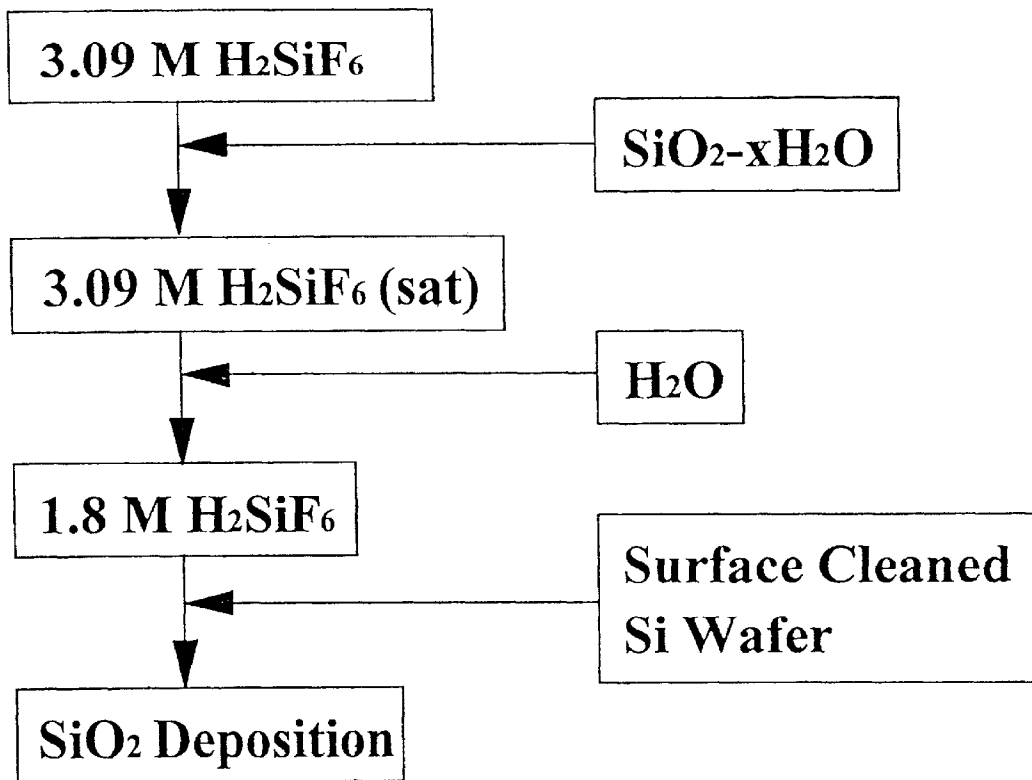 3.09 M H₂SiF₆
SiO₂-xH₂O
3.09 M H₂SiF₆ (sat)
H₂O
1.8 M H₂SiF₆
Surface Cleaned
Si Wafer
SiO₂ Deposition